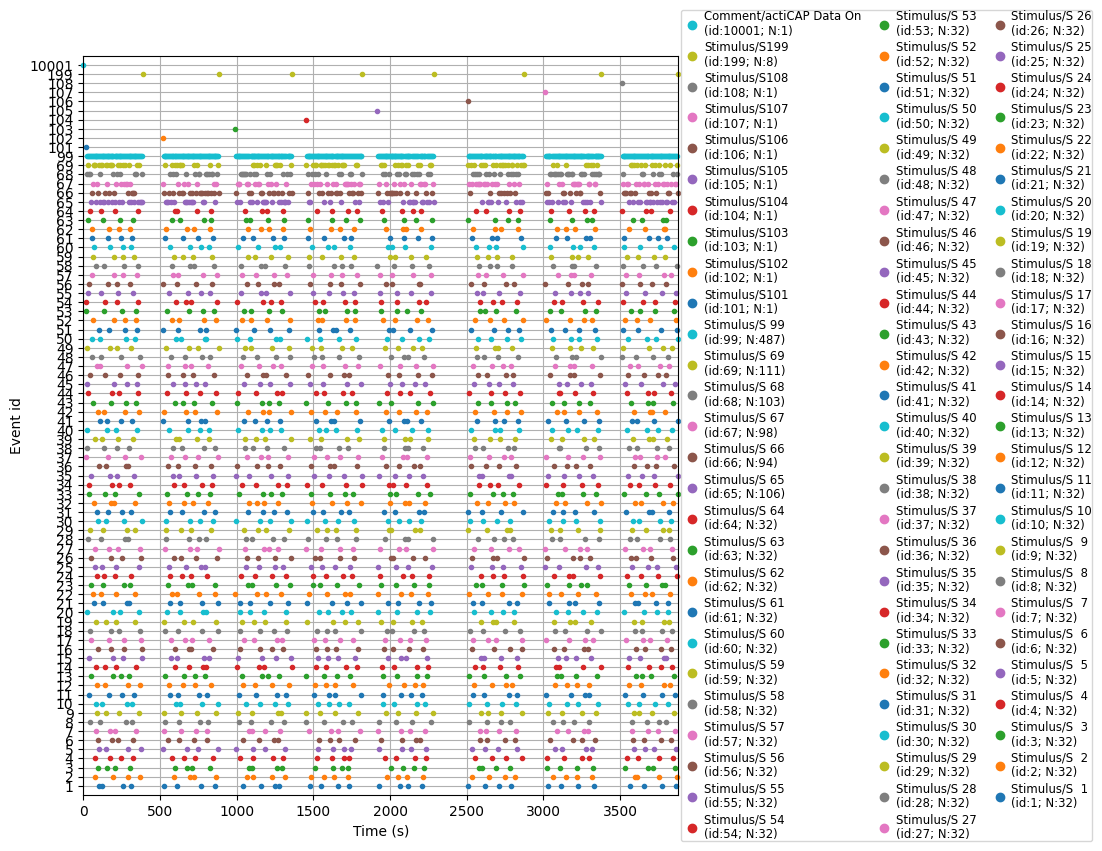 Event id
10001
199
108
107
106
105
104
103
102
101
99
69
68
67
66
65
64
63
62
61
60
59
58
57
56
55
54
53
52
51
50
49
48
47
46
45
44
43
42
41
40
39
38
37
36
35
34
33
32
31
30
29
28
27
26
25
24
23
22
21
20
19
18
17
16
15
14
13
12
11
10
9
8
7
6
5
4
3
2
1
0 500 1000 1500 2000 2500 3000 3500
Time (s)
Comment/actiCAP Data On
(id:10001; N:1)
Stimulus/S199
(id:199; N:8)
Stimulus/S108
(id:108; N:1)
Stimulus/S107
(id:107; N:1)
Stimulus/S106
(id:106; N:1)
Stimulus/S105
(id:105; N:1)
Stimulus/S104
(id:104; N:1)
Stimulus/S103
(id:103; N:1)
Stimulus/S102
(id:102; N:1)
Stimulus/S101
(id:101; N:1)
Stimulus/S 99
(id:99; N:487)
Stimulus/S 69
(id:69; N:111)
Stimulus/S 68
(id:68; N:103)
Stimulus/S 67
(id:67; N:98)
Stimulus/S 66
(id:66; N:94)
Stimulus/S 65
(id:65; N:106)
Stimulus/S 64
(id:64; N:32)
Stimulus/S 63
(id:63; N:32)
Stimulus/S 62
(id:62; N:32)
Stimulus/S 61
(id:61; N:32)
Stimulus/S 60
(id:60; N:32)
Stimulus/S 59
(id:59; N:32)
Stimulus/S 58
(id:58; N:32)
Stimulus/S 57
(id:57; N:32)
Stimulus/S 56
(id:56; N:32)
Stimulus/S 55
(id:55; N:32)
Stimulus/S 54
(id:54; N:32)
Stimulus/S 53
(id:53; N:32)
Stimulus/S 52
(id:52; N:32)
Stimulus/S 51
(id:51; N:32)
Stimulus/S 50
(id:50; N:32)
Stimulus/S 49
(id:49; N:32)
Stimulus/S 48
(id:48; N:32)
Stimulus/S 47
(id:47; N:32)
Stimulus/S 46
(id:46; N:32)
Stimulus/S 45
(id:45; N:32)
Stimulus/S 44
(id:44; N:32)
Stimulus/S 43
(id:43; N:32)
Stimulus/S 42
(id:42; N:32)
Stimulus/S 41
(id:41; N:32)
Stimulus/S 40
(id:40; N:32)
Stimulus/S 39
(id:39; N:32)
Stimulus/S 38
(id:38; N:32)
Stimulus/S 37
(id:37; N:32)
Stimulus/S 36
(id:36; N:32)
Stimulus/S 35
(id:35; N:32)
Stimulus/S 34
(id:34; N:32)
Stimulus/S 33
(id:33; N:32)
Stimulus/S 32
(id:32; N:32)
Stimulus/S 31
(id:31; N:32)
Stimulus/S 30
(id:30; N:32)
Stimulus/S 29
(id:29; N:32)
Stimulus/S 28
(id:28; N:32)
Stimulus/S 27
(id:27; N:32)
Stimulus/S 26
(id:26; N:32)
Stimulus/S 25
(id:25; N:32)
Stimulus/S 24
(id:24; N:32)
Stimulus/S 23
(id:23; N:32)
Stimulus/S 22
(id:22; N:32)
Stimulus/S 21
(id:21; N:32)
Stimulus/S 20
(id:20; N:32)
Stimulus/S 19
(id:19; N:32)
Stimulus/S 18
(id:18; N:32)
Stimulus/S 17
(id:17; N:32)
Stimulus/S 16
(id:16; N:32)
Stimulus/S 15
(id:15; N:32)
Stimulus/S 14
(id:14; N:32)
Stimulus/S 13
(id:13; N:32)
Stimulus/S 12
(id:12; N:32)
Stimulus/S 11
(id:11; N:32)
Stimulus/S 10
(id:10; N:32)
Stimulus/S  9
(id:9; N:32)
Stimulus/S  8
(id:8; N:32)
Stimulus/S  7
(id:7; N:32)
Stimulus/S  6
(id:6; N:32)
Stimulus/S  5
(id:5; N:32)
Stimulus/S  4
(id:4; N:32)
Stimulus/S  3
(id:3; N:32)
Stimulus/S  2
(id:2; N:32)
Stimulus/S  1
(id:1; N:32)